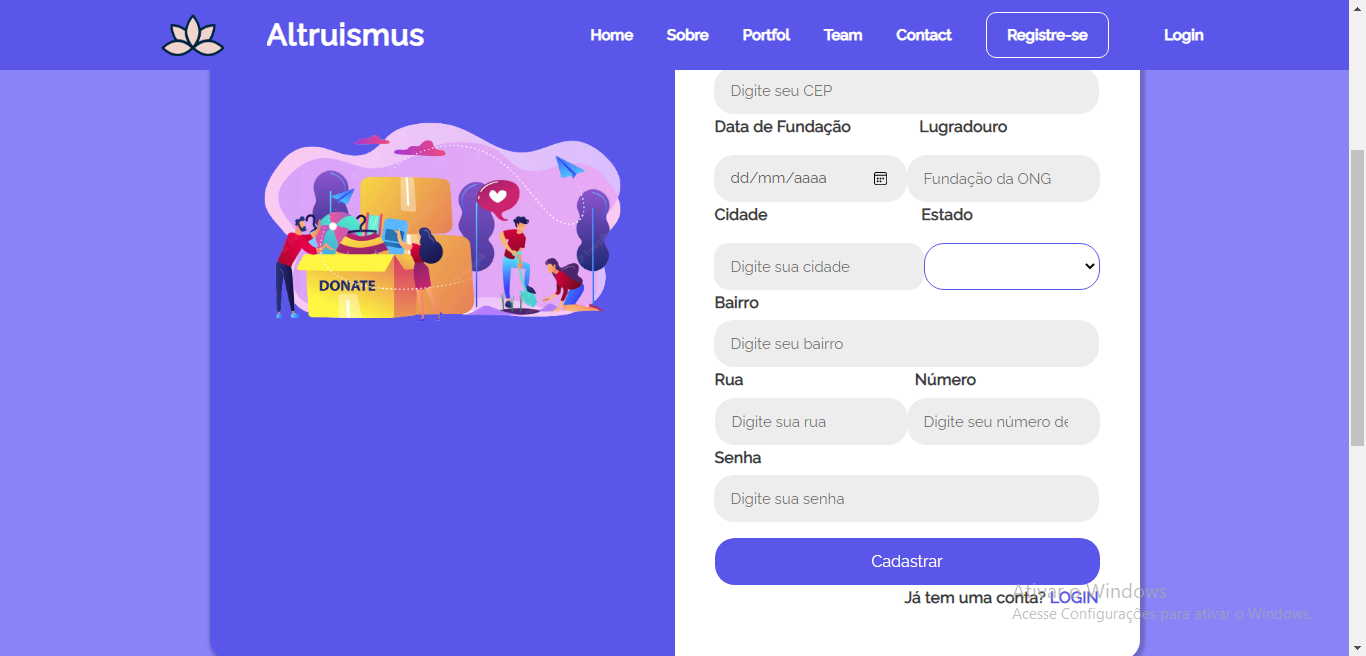 Altruismus
Home Sobre Portfol Team Contact Registre-se Login
Digite seu CEP
Data de Fundação Lugradouro
dd/mm/aaaa Fundação da ONG
Cidade Estado
Digite sua cidade
Bairro
Digite seu bairro
Rua Número
Digite sua rua Digite seu número de
Senha
Digite sua senha
Cadastrar
Já tem uma conta? LOGIN
DONATE
Ativar o Windows
Acesse Configurações para ativar o Windows.